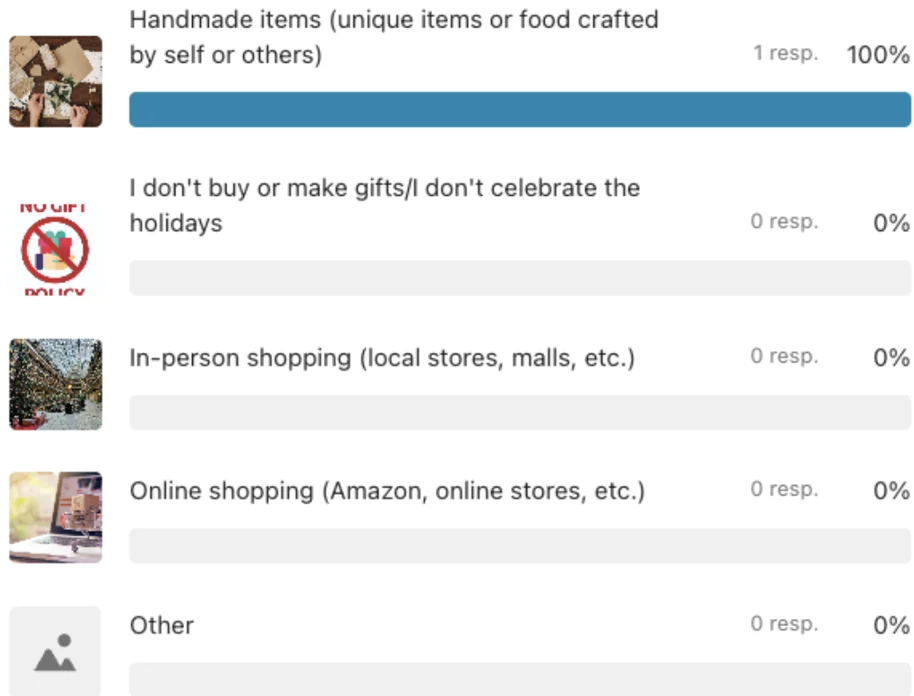 Handmade items (unique items or food crafted
by self or others)
1 resp.
100%
I don't buy or make gifts/I don't celebrate the
holidays
0 resp.
0%
NO GIFT
POLICY
In-person shopping (local stores, malls, etc.)
0 resp.
0%
Online shopping (Amazon, online stores, etc.)
0 resp.
0%
Other
0 resp.
0%